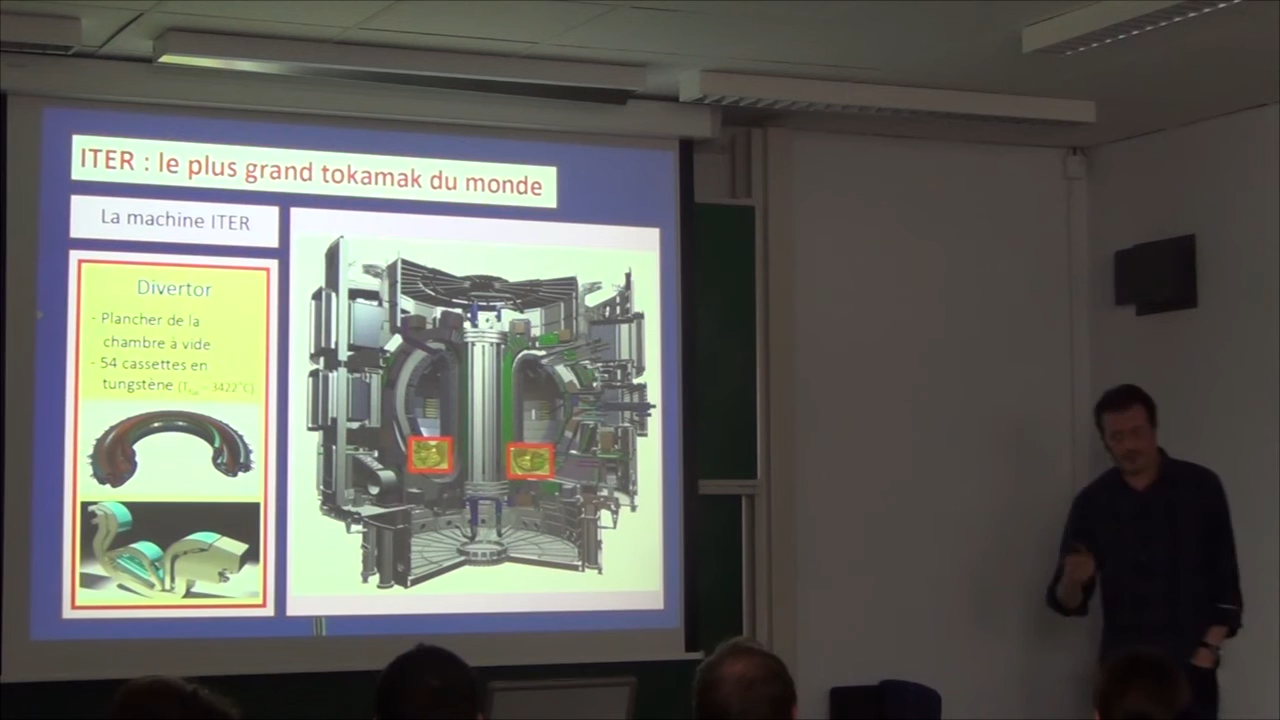 ITER : le plus grand tokamak du monde
La machine ITER
Divertor
- Plancher de la
chambre à vide
- 54 cassettes en
tungstène (T = 3422°C)